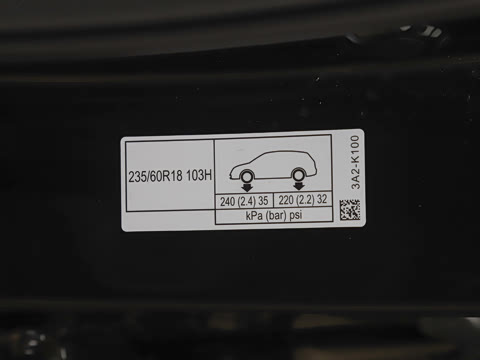 235/60R18 103H
240 (2.4) 35 220 (2.2) 32
kPa (bar) psi
3A2-K100